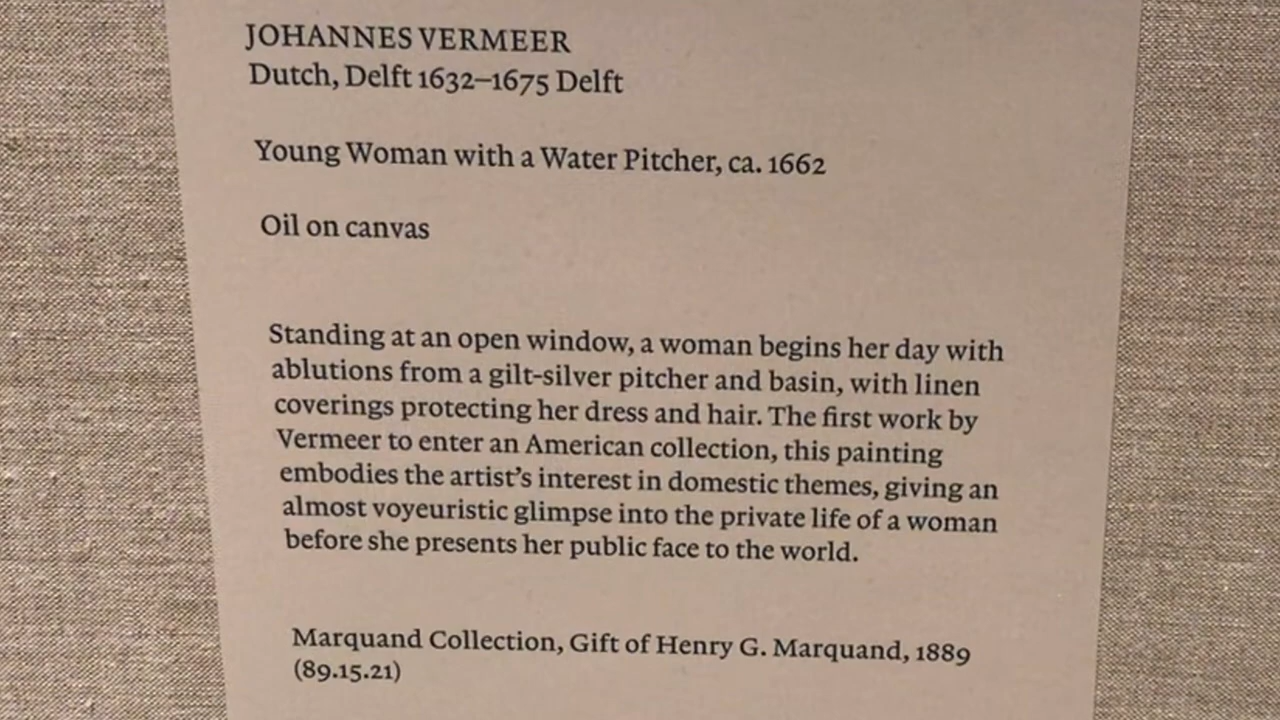 JOHANNES VERMEER
Dutch, Delft 1632–1675 Delft
Young Woman with a Water Pitcher, ca. 1662
Oil on canvas
Standing at an open window, a woman begins her day with
ablutions from a gilt-silver pitcher and basin, with linen
coverings protecting her dress and hair. The first work by
Vermeer to enter an American collection, this painting
embodies the artist’s interest in domestic themes, giving an
almost voyeuristic glimpse into the private life of a woman
before she presents her public face to the world.
Marquand Collection, Gift of Henry G. Marquand, 1889
(89.15.21)